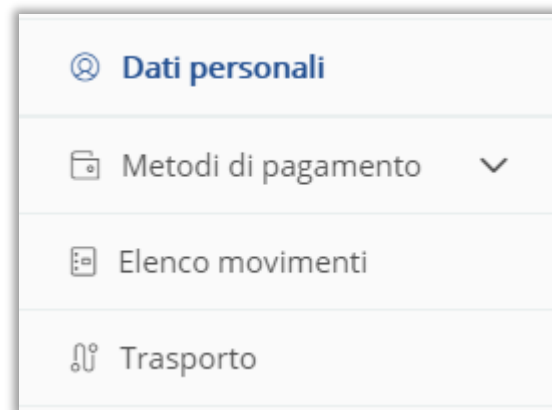 Dati personali
Metodi di pagamento
Elenco movimenti
Trasporto